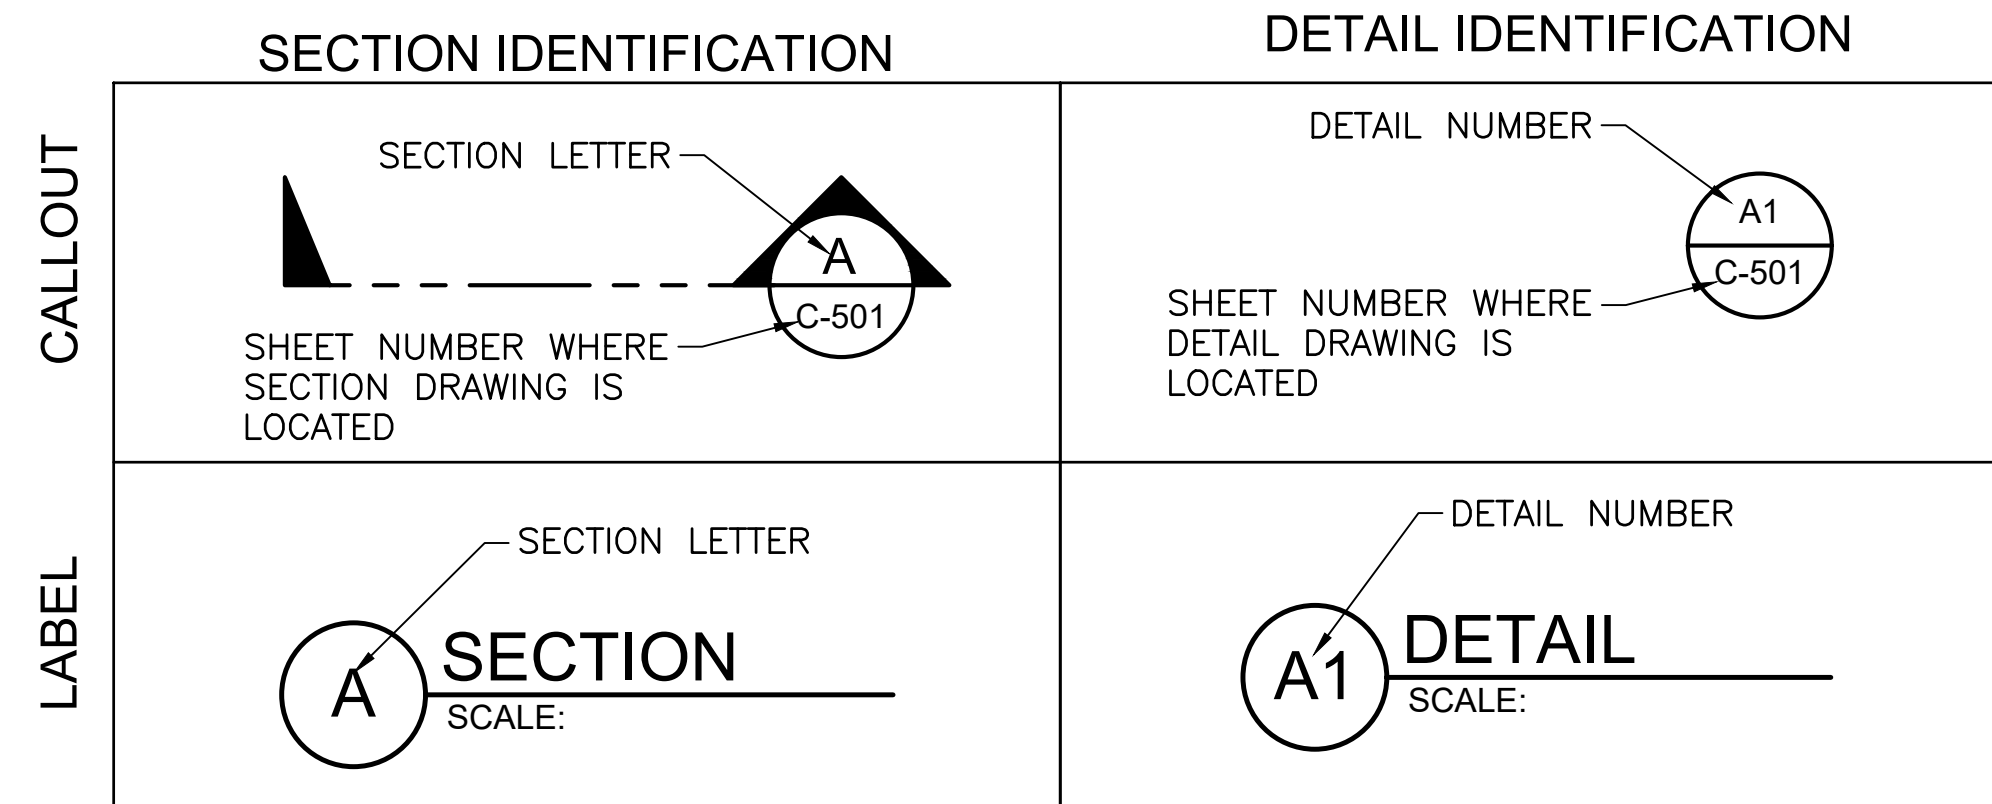 SECTION IDENTIFICATION
DETAIL IDENTIFICATION
CALLOUT
SECTION LETTER
A
C-501
SHEET NUMBER WHERE
SECTION DRAWING IS
LOCATED
DETAIL NUMBER
A1
C-501
SHEET NUMBER WHERE
DETAIL DRAWING IS
LOCATED
LABEL
SECTION LETTER
A
SECTION
SCALE:
DETAIL NUMBER
A1
DETAIL
SCALE: